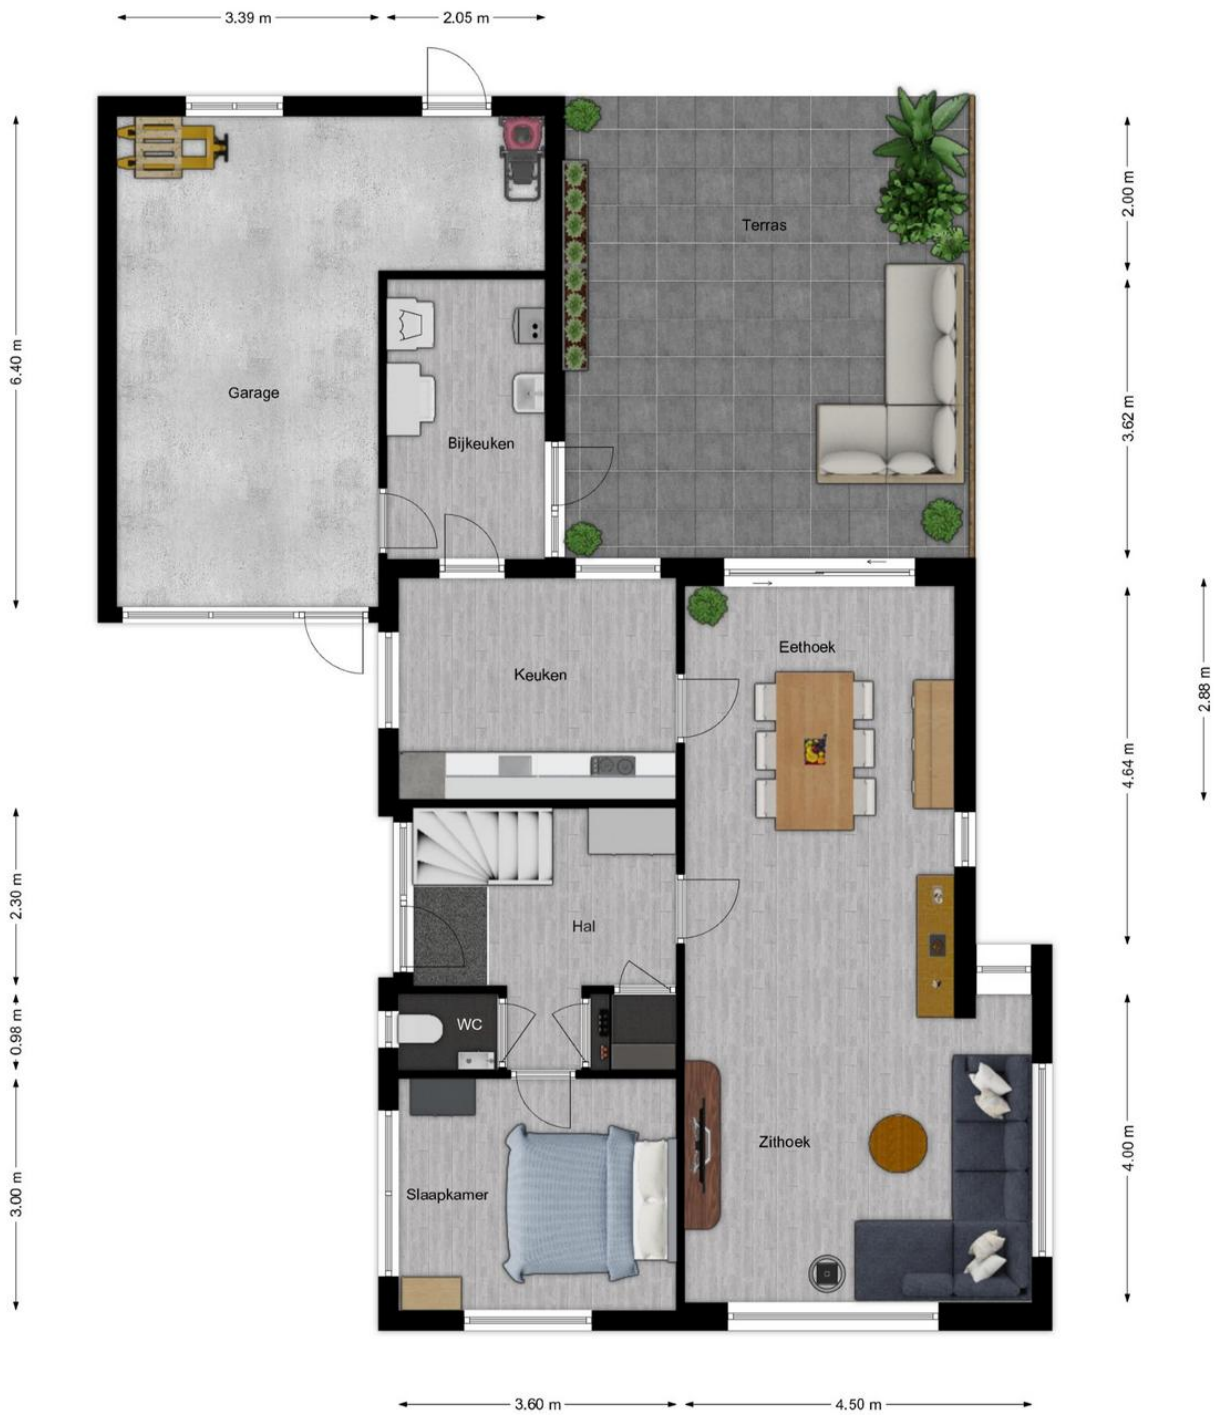 3.39 m
2.05 m
2.00 m
Terras
6.40 m
Garage
3.62 m
Bijkeuken
Eethoek
Keuken
2.88 m
4.64 m
2.30 m
Hal
WC
0.98 m
Zithoek
4.00 m
Slaapkamer
3.00 m
3.60 m
4.50 m